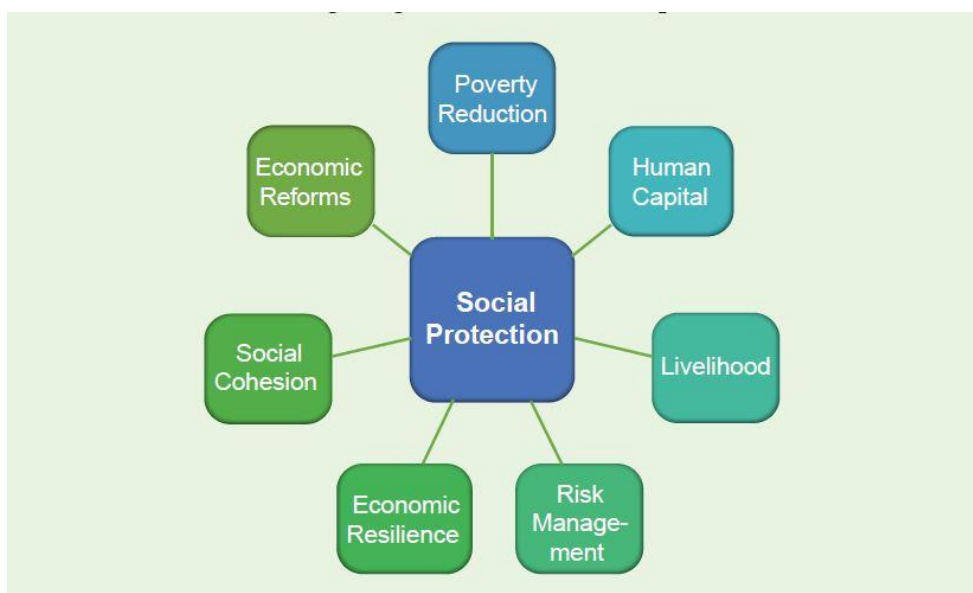 Poverty
Reduction
Human
Capital
Livelihood
Risk
Manage-
ment
Economic
Resilience
Social
Cohesion
Economic
Reforms
Social
Protection